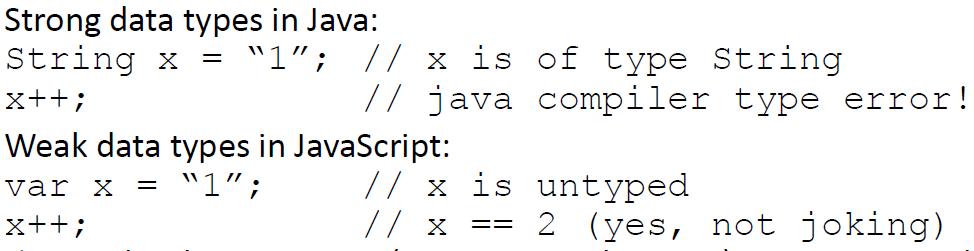 Strong data types in Java:
String x = “1”; // x is of type String
x++; // java compiler type error!
Weak data types in JavaScript:
var x = “1”; // x is untyped
x++; // x == 2 (yes, not joking)